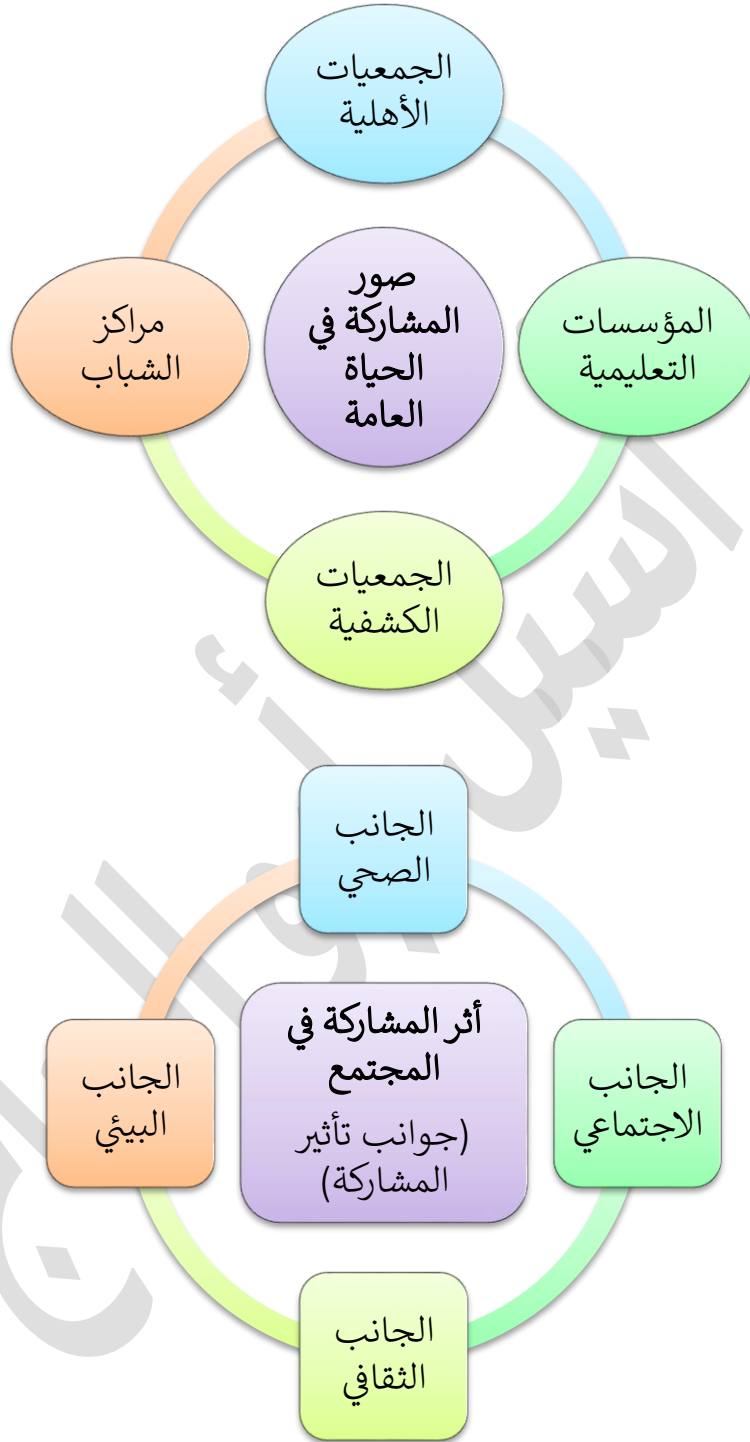 الجمعيات
الأهلية
صور
المشاركة في
الحياة
العامة
المؤسسات
التعليمية
مراكز
الشباب
الجمعيات
الكشفية
الجانب
الصحي
أثر المشاركة في
المجتمع
(جوانب تأثير
المشاركة)
الجانب
الاجتماعي
الجانب
البيئي
الجانب
الثقافي